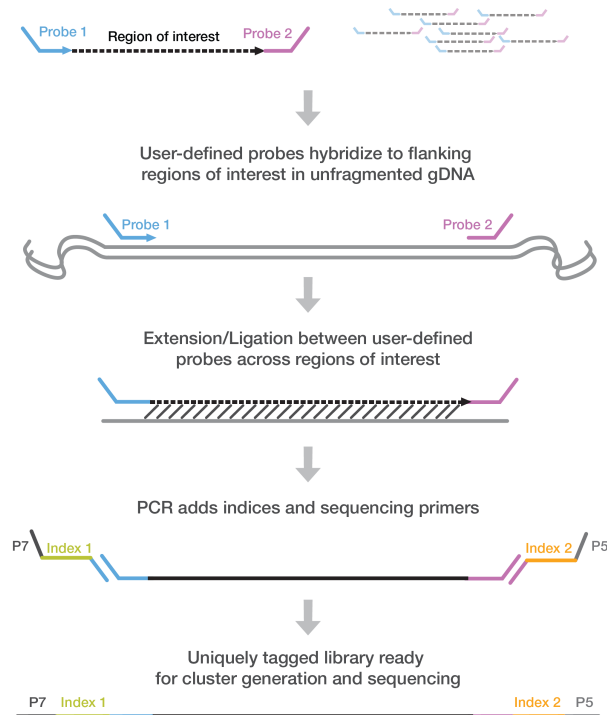 Probe 1 Region of interest Probe 2
User-defined probes hybridize to flanking
regions of interest in unfragmented gDNA
Probe 1 Probe 2
Extension/Ligation between user-defined
probes across regions of interest
PCR adds indices and sequencing primers
P7 Index 1 Index 2 P5
Uniquely tagged library ready
for cluster generation and sequencing
P7 Index 1 Index 2 P5